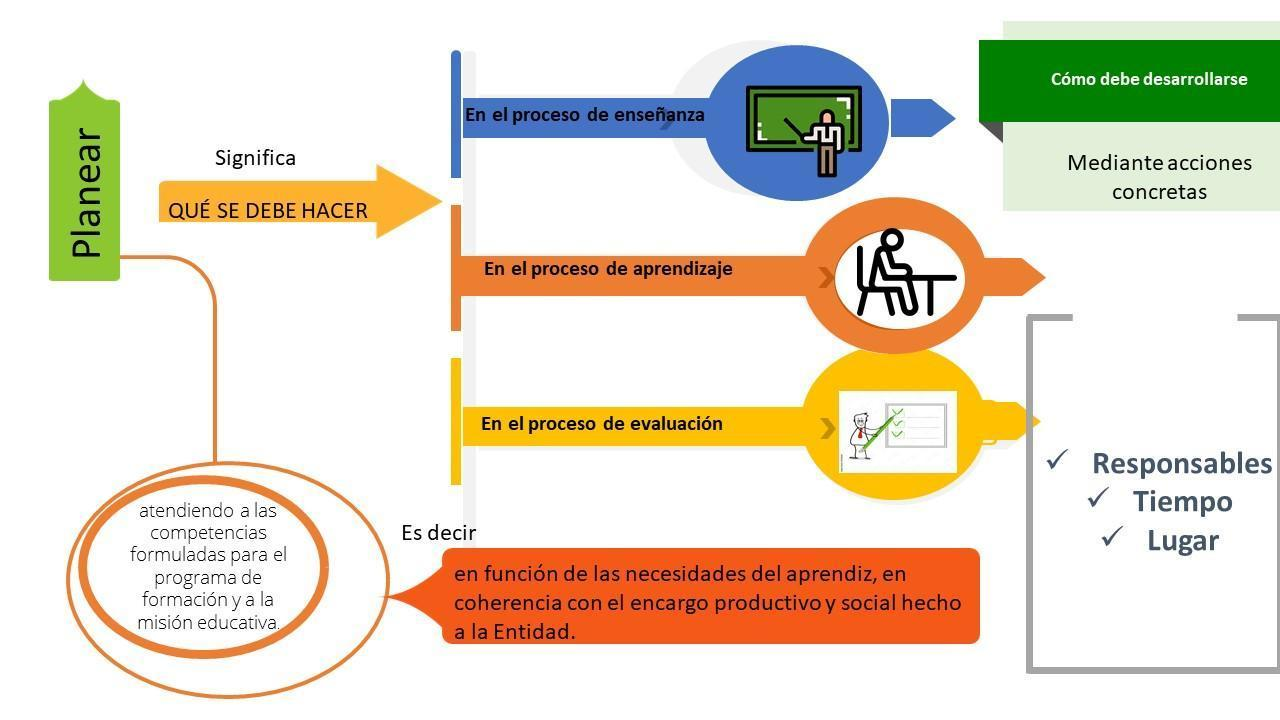 Planear
Significa
QUÉ SE DEBE HACER
En el proceso de enseñanza
En el proceso de aprendizaje
En el proceso de evaluación
Cómo debe desarrollarse
Mediante acciones
concretas
✓ Responsables
✓ Tiempo
✓ Lugar
atendiendo a las
competencias
formuladas para el
programa de
formación y a la
misión educativa.
Es decir
en función de las necesidades del aprendiz, en
coherencia con el encargo productivo y social hecho
a la Entidad.